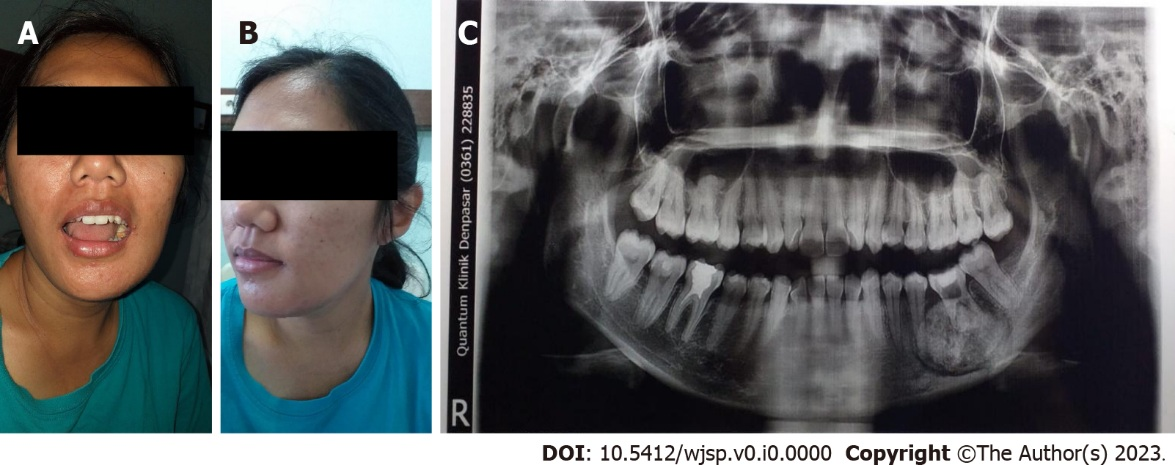 A
B
C
Quantum Klinik Denpasar (0361) 228835
R
DOI: 10.5412/wjsp.v0.i0.0000 Copyright ©The Author(s) 2023.